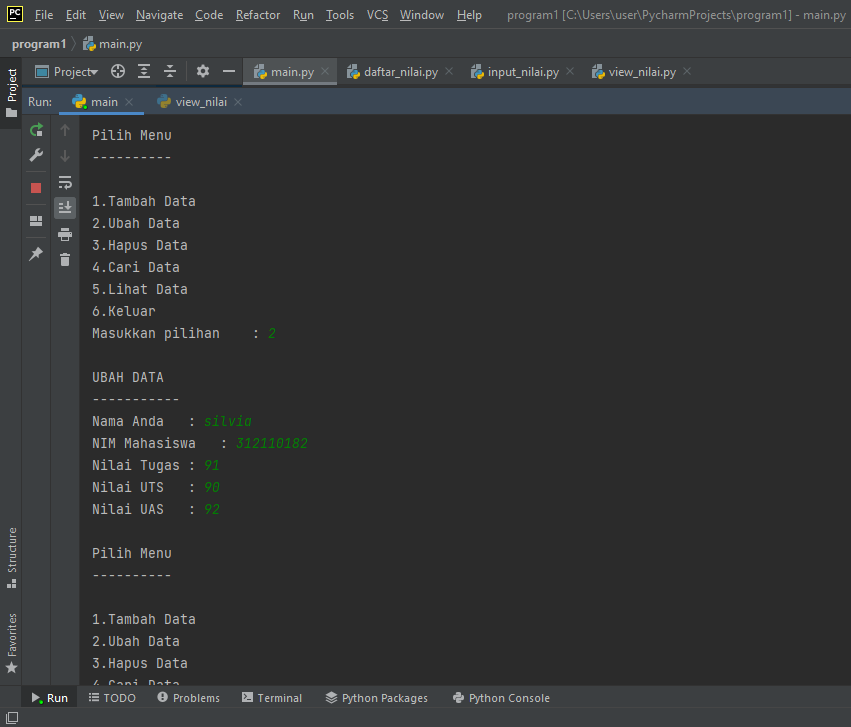 PC File Edit View Navigate Code Refactor Run Tools VCS Window Help program1 [C:\Users\user\PycharmProjects\program1] - main.py
program1 main.py
Project Project main.py daftar_nilai.py input_nilai.py view_nilai.py
Run: main view_nilai
Pilih Menu
----------
1.Tambah Data
2.Ubah Data
3.Hapus Data
4.Cari Data
5.Lihat Data
6.Keluar
Masukkan pilihan    : 2
UBAH DATA
-----------
Nama Anda   : silvia
NIM Mahasiswa   : 312110182
Nilai Tugas : 91
Nilai UTS   : 90
Nilai UAS   : 92
Pilih Menu
----------
1.Tambah Data
2.Ubah Data
3.Hapus Data
4.Cari Data
Structure
Favorites
Run TODO Problems Terminal Python Packages Python Console